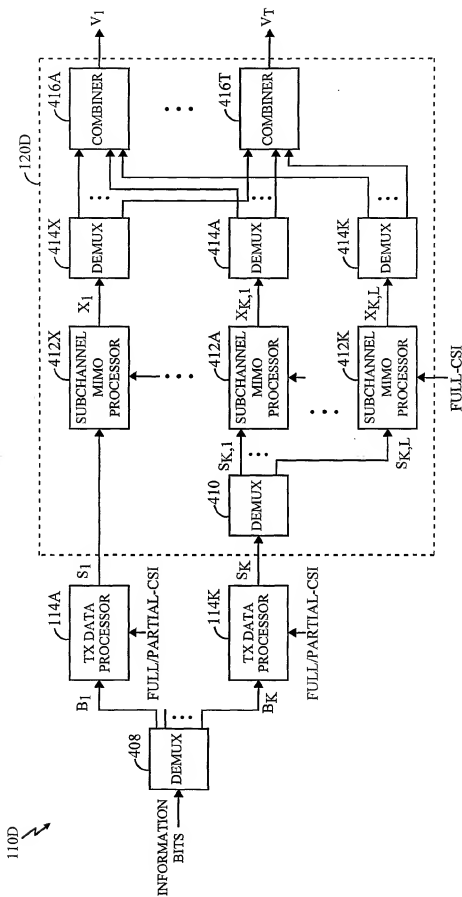 110D
INFORMATION
BITS
408
DEMUX
B1
BK
114A
TX DATA
PROCESSOR
FULL/PARTIAL-CSI
114K
TX DATA
PROCESSOR
FULL/PARTIAL-CSI
S1
SK
120D
410
DEMUX
SK,1
SK,L
412X
SUBCHANNEL
MIMO
PROCESSOR
412A
SUBCHANNEL
MIMO
PROCESSOR
412K
SUBCHANNEL
MIMO
PROCESSOR
FULL-CSI
X1
XK,1
XK,L
414X
DEMUX
414A
DEMUX
414K
DEMUX
416A
COMBINER
416T
COMBINER
V1
VT